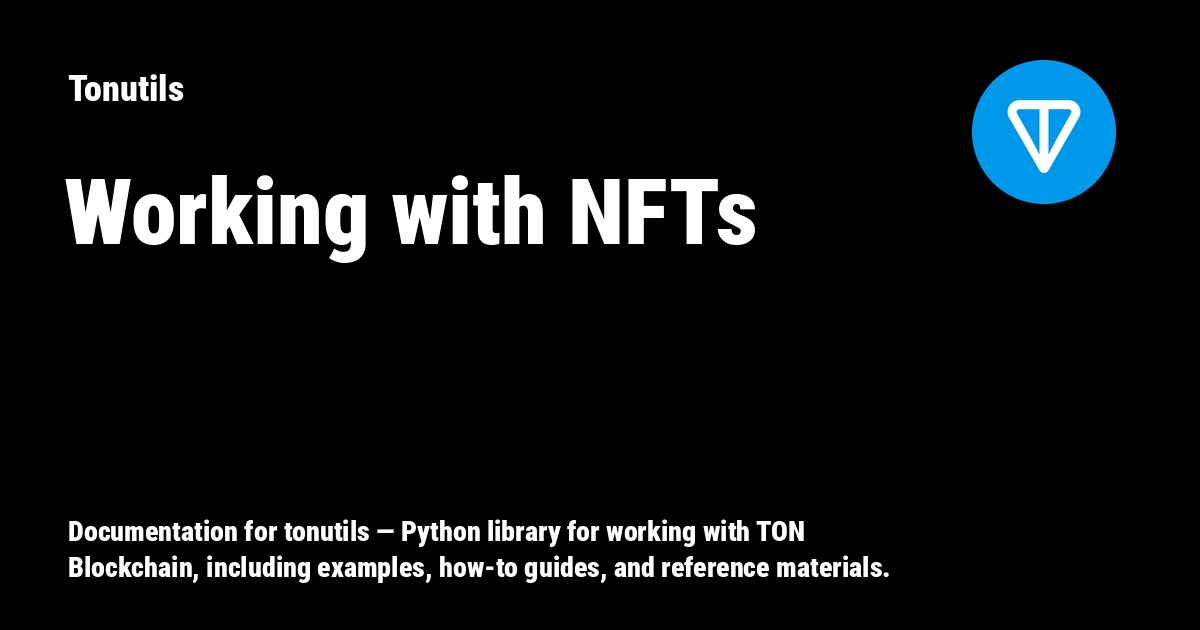 Tonutils
Working with NFTs
Documentation for tonutils — Python library for working with TON
Blockchain, including examples, how-to guides, and reference materials.